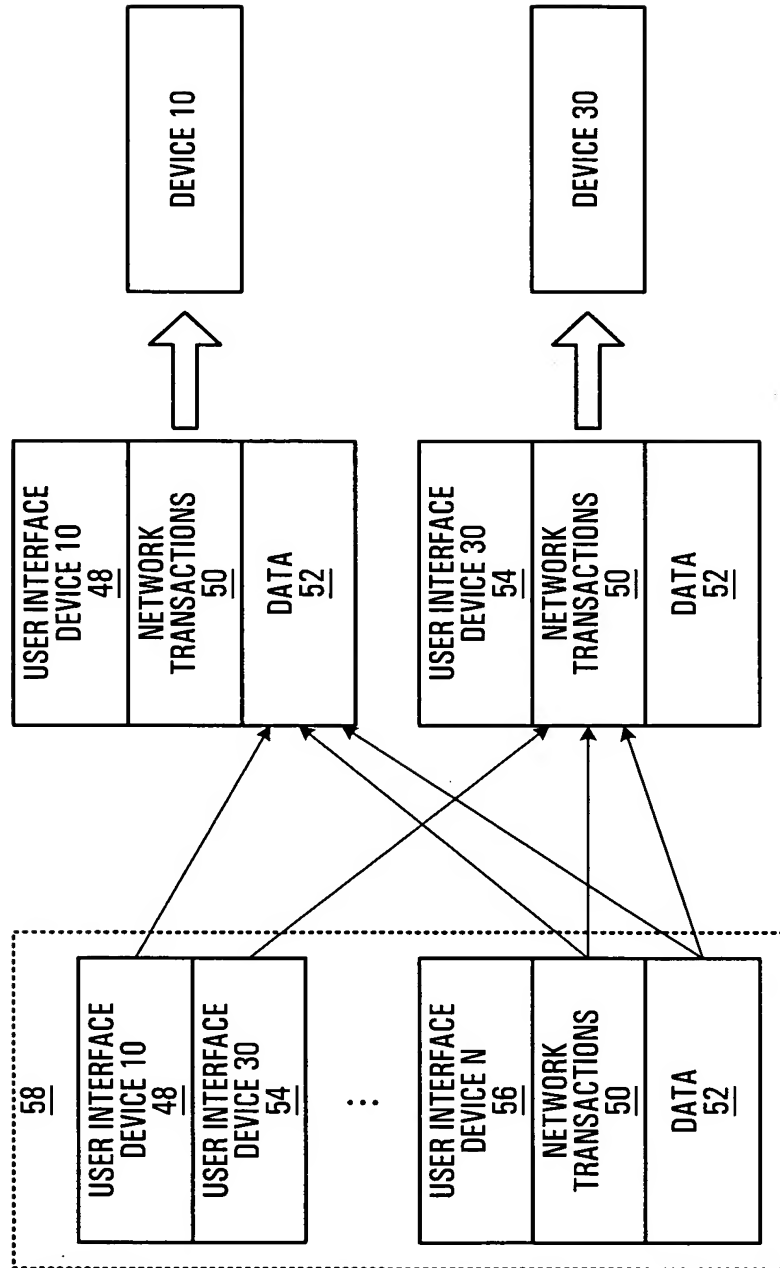 58
USER INTERFACE
DEVICE 10
48
USER INTERFACE
DEVICE 30
54
...
USER INTERFACE
DEVICE N
56
NETWORK
TRANSACTIONS
50
DATA
52
USER INTERFACE
DEVICE 10
48
NETWORK
TRANSACTIONS
50
DATA
52
USER INTERFACE
DEVICE 30
54
NETWORK
TRANSACTIONS
50
DATA
52
DEVICE 10
DEVICE 30